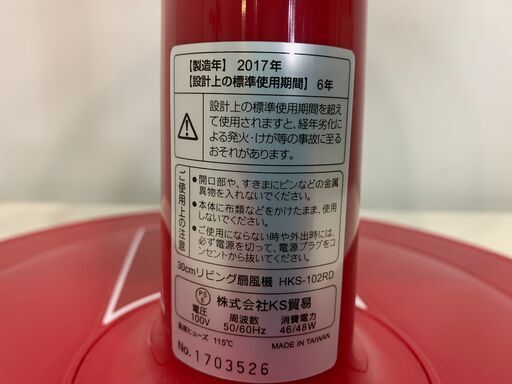 【製造年】 2017年
【設計上の標準使用期間】 6年
設計上の標準使用期間を超え
て使用されますと、経年劣化に
よる発火・けが等の事故に至る
おそれがあります。
ご使用上の注意
●開口部や、すきまにピンなどの金属
異物を入れないでください。
●本体に布類などをかけたまま、使用
しないでください。
●ご使用にならない時や外出時には、
必ず電源を切って、電源プラグをコ
ンセントから抜いてください。
30cmリビング扇風機 HKS-102RD
PSE 株式会社KS貿易
電圧 周波数 消費電力
100V 50/60Hz 46/48W
温度ヒューズ 115℃ MADE IN TAIWAN
No.1703526